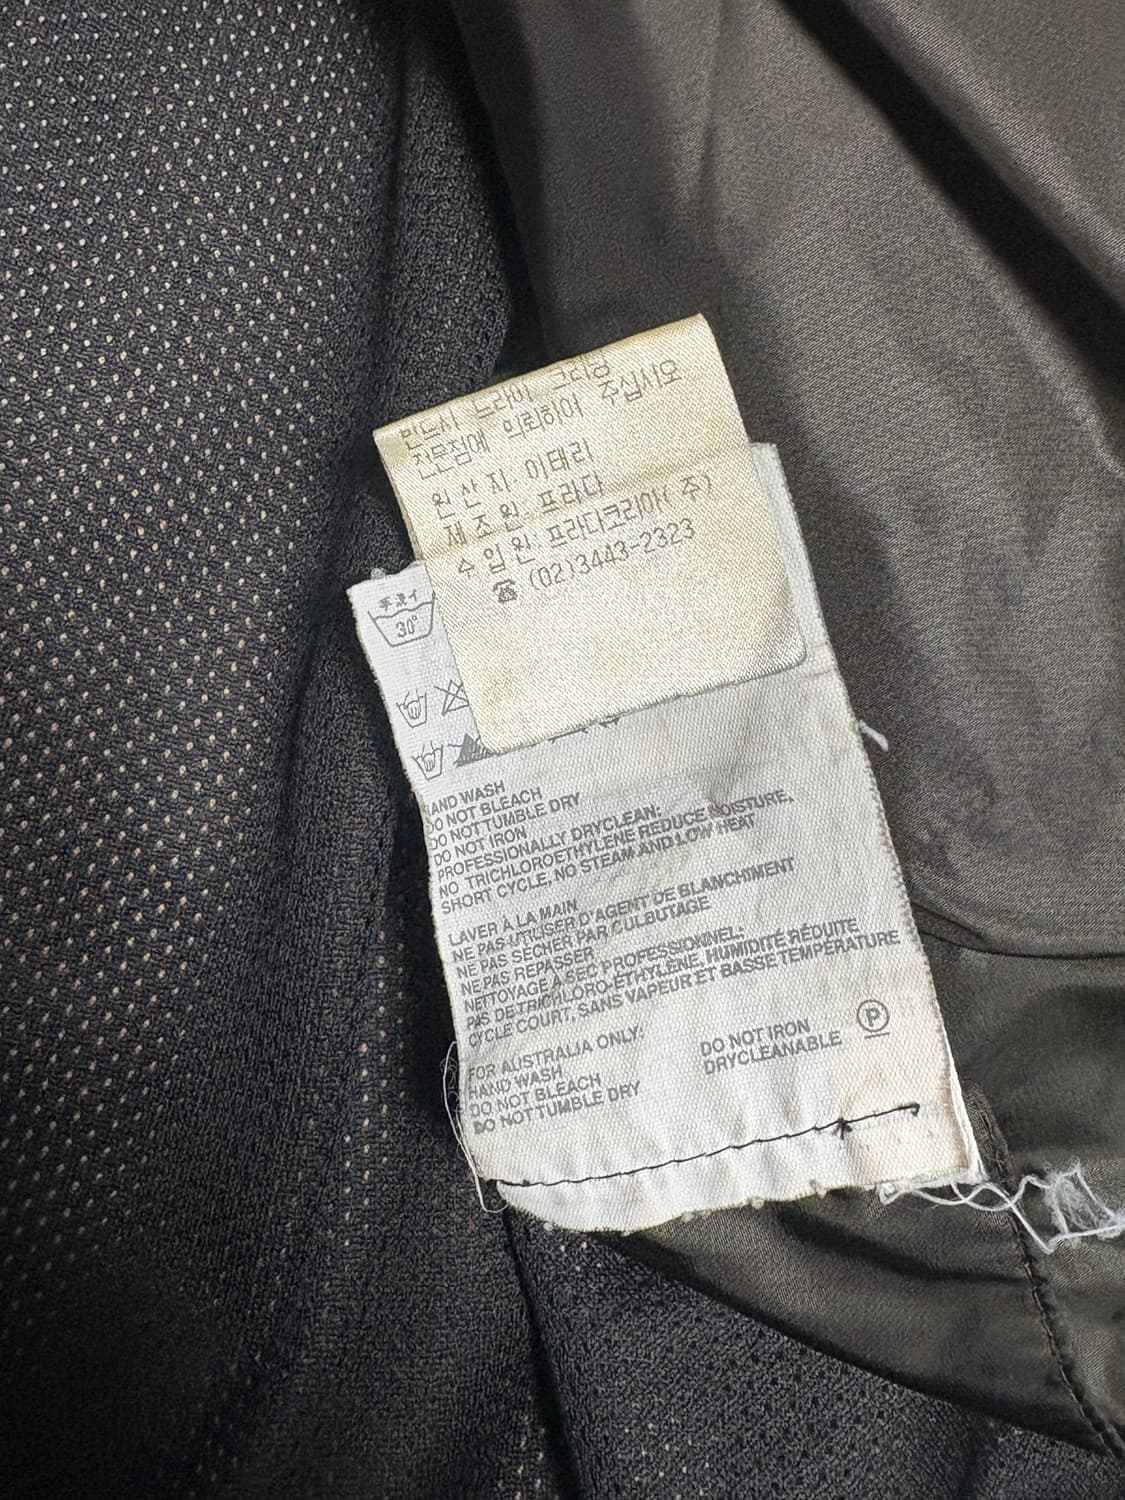 반드시 드라이 크리닝
전문점에 의뢰하여 주십시오
원 산 지: 이태리
제 조 원: 프라다
수 입 원: 프라다코리아(주)
☎ (02)3443-2323
手洗イ
30°
AND WASH
DO NOT BLEACH
DO NOT TUMBLE DRY
DO NOT IRON
PROFESSIONALLY DRYCLEAN:
NO TRICHLOROETHYLENE REDUCE MOISTURE,
SHORT CYCLE, NO STEAM AND LOW HEAT
LAVER À LA MAIN
NE PAS UTILISER D'AGENT DE BLANCHIMENT
NE PAS SÉCHER PAR CULBUTAGE
NE PAS REPASSER
NETTOYAGE A SEC PROFESSIONNEL:
PAS DE TRICHLORO-ETHYLÈNE, HUMIDITÉ RÉDUITE
CYCLE COURT, SANS VAPEUR ET BASSE TEMPÉRATURE
FOR AUSTRALIA ONLY:
HAND WASH
DO NOT BLEACH
DO NOT TUMBLE DRY
DO NOT IRON
DRYCLEANABLE
P